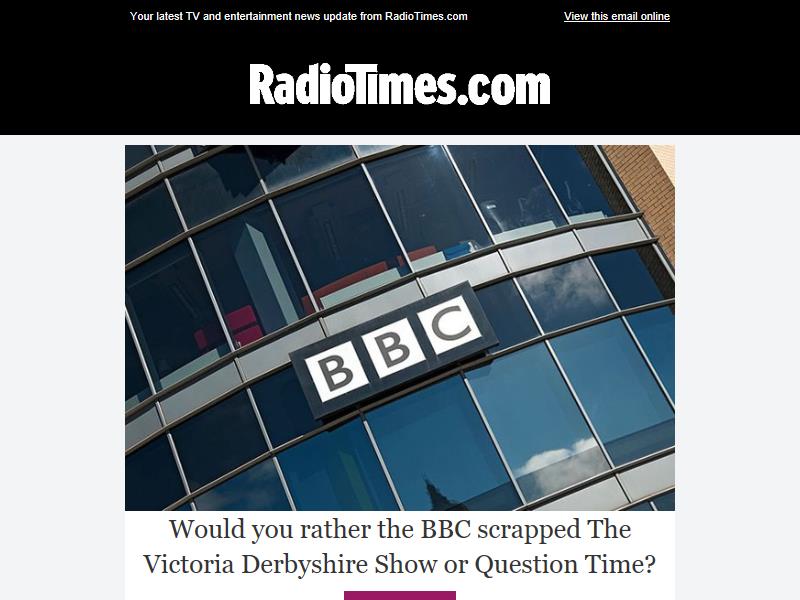 Your latest TV and entertainment news update from RadioTimes.com
View this email online
RadioTimes.com
BBC
Would you rather the BBC scrapped The
Victoria Derbyshire Show or Question Time?